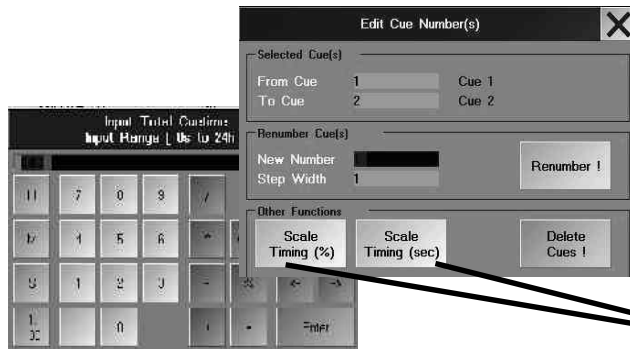 Edit Cue Number(s)
Selected Cue(s)
From Cue 1 Cue 1
To Cue 2 Cue 2
Renumber Cue(s)
New Number
Step Width 1
Renumber !
Other Functions
Scale Timing (%)
Scale Timing (sec)
Delete Cues !
Input Total Cuetime
Input Range [ 0s to 24h
7 9 /
4 5 6 *
1 2 3 - % <- ->
0 + Enter